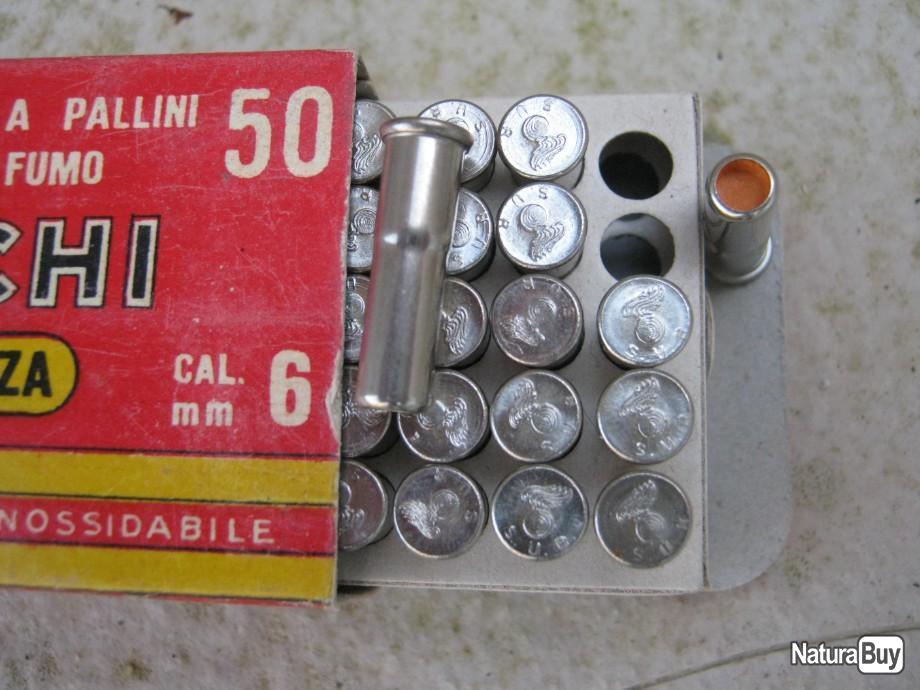 A PALLINI
50
FUMO
CHI
ZA
CAL.
mm 6
NOSSIDABILE
S.U.B.
NaturaBuy